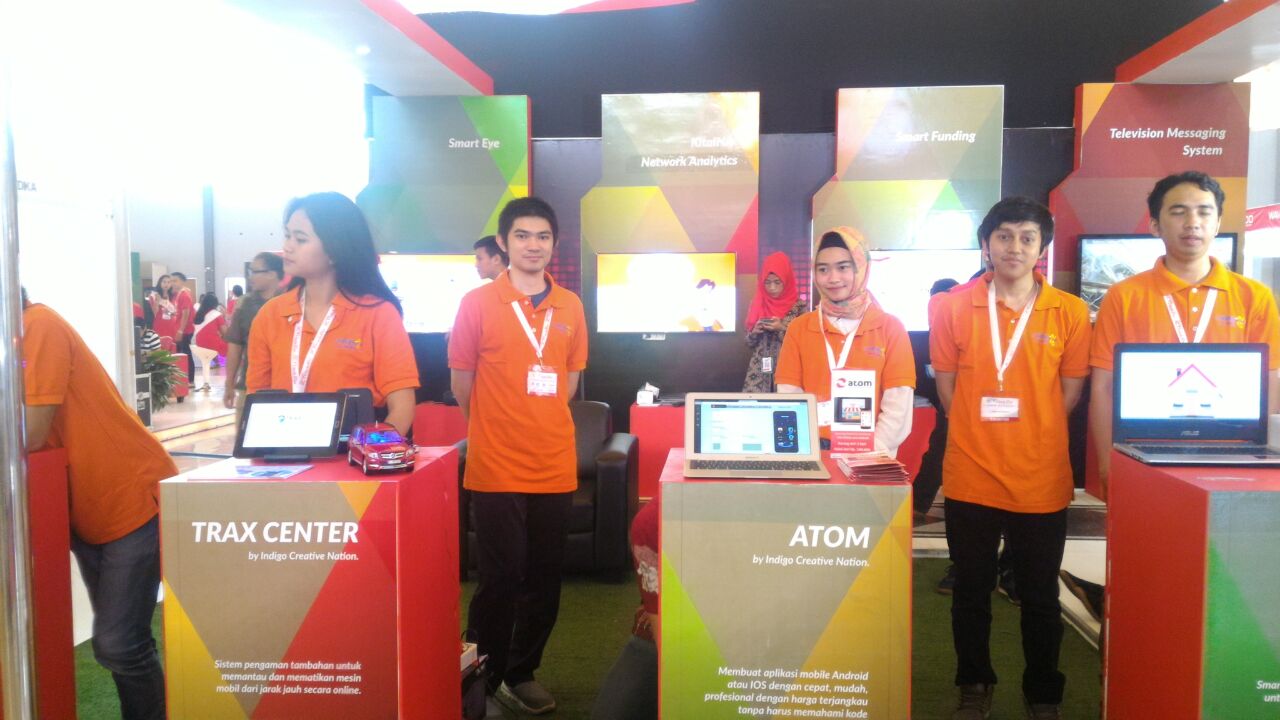 Smart Eye
Network Analytics
Smart Funding
Television Messaging
System
atom
ASUS
TRAX CENTER
by Indigo Creative Nation.
Sistem pengaman tambahan untuk
memantau dan mematikan mesin
mobil dari jarak jauh secara online.
ATOM
by Indigo Creative Nation.
Membuat aplikasi mobile Android
atau IOS dengan cepat, mudah,
profesional dengan harga terjangkau
tanpa harus memahami kode